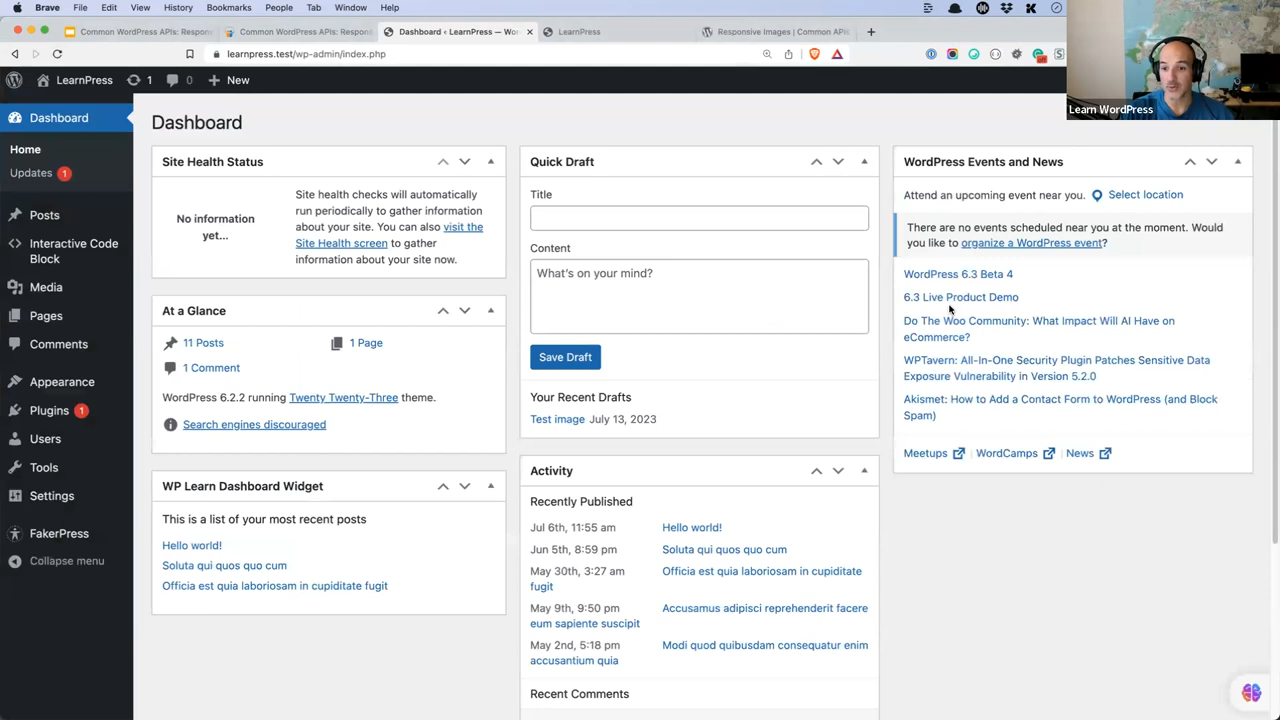 Brave File Edit View History Bookmarks People Tab Window Help
Common WordPress APIs: Respon
Common WordPress APIs: Respon
Dashboard ‹ LearnPress — Wo
LearnPress
Responsive Images | Common APIs
learnpress.test/wp-admin/index.php
LearnPress 1 0 New
Learn WordPress
Dashboard
Home
Updates 1
Posts
Interactive Code
Block
Media
Pages
Comments
Appearance
Plugins 1
Users
Tools
Settings
FakerPress
Collapse menu
Dashboard
Site Health Status
No information
yet...
Site health checks will automatically
run periodically to gather information
about your site. You can also visit the
Site Health screen to gather
information about your site now.
At a Glance
11 Posts
1 Page
1 Comment
WordPress 6.2.2 running Twenty Twenty-Three theme.
Search engines discouraged
WP Learn Dashboard Widget
This is a list of your most recent posts
Hello world!
Soluta qui quos quo cum
Officia est quia laboriosam in cupiditate fugit
Quick Draft
Title
Content
What's on your mind?
Save Draft
Your Recent Drafts
Test image July 13, 2023
Activity
Recently Published
Jul 6th, 11:55 am Hello world!
Jun 5th, 8:59 pm Soluta qui quos quo cum
May 30th, 3:27 am Officia est quia laboriosam in cupiditate
fugit
May 9th, 9:50 pm Accusamus adipisci reprehenderit facere
eum sapiente suscipit
May 2nd, 5:18 pm Modi quod quibusdam consequatur enim
accusantium quia
Recent Comments
WordPress Events and News
Attend an upcoming event near you. Select location
There are no events scheduled near you at the moment. Would
you like to organize a WordPress event?
WordPress 6.3 Beta 4
6.3 Live Product Demo
Do The Woo Community: What Impact Will AI Have on
eCommerce?
WPTavern: All-In-One Security Plugin Patches Sensitive Data
Exposure Vulnerability in Version 5.2.0
Akismet: How to Add a Contact Form to WordPress (and Block
Spam)
Meetups WordCamps News